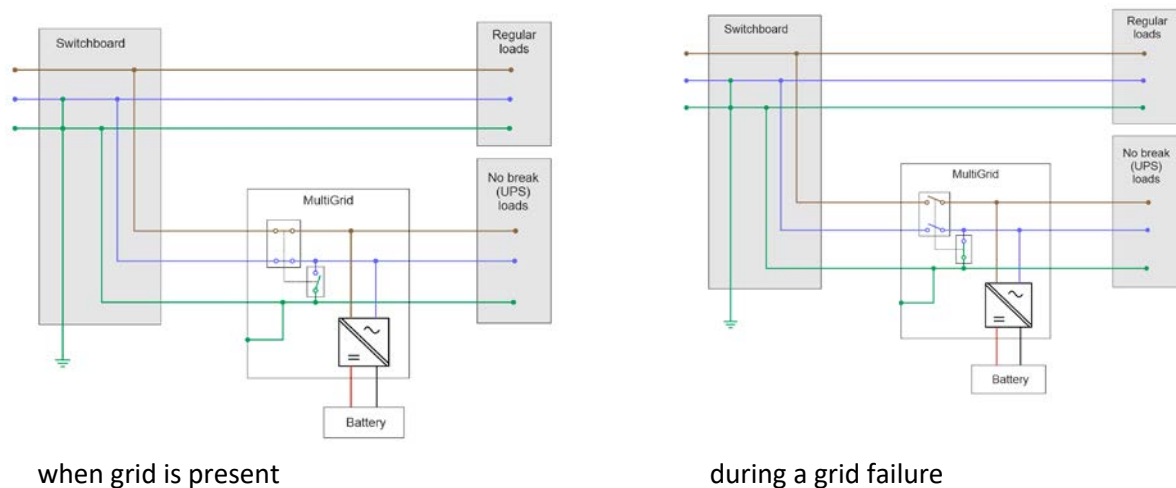 Switchboard
Regular
loads
MultiGrid
No break
(UPS)
loads
Battery
when grid is present
Switchboard
Regular
loads
MultiGrid
No break
(UPS)
loads
Battery
during a grid failure